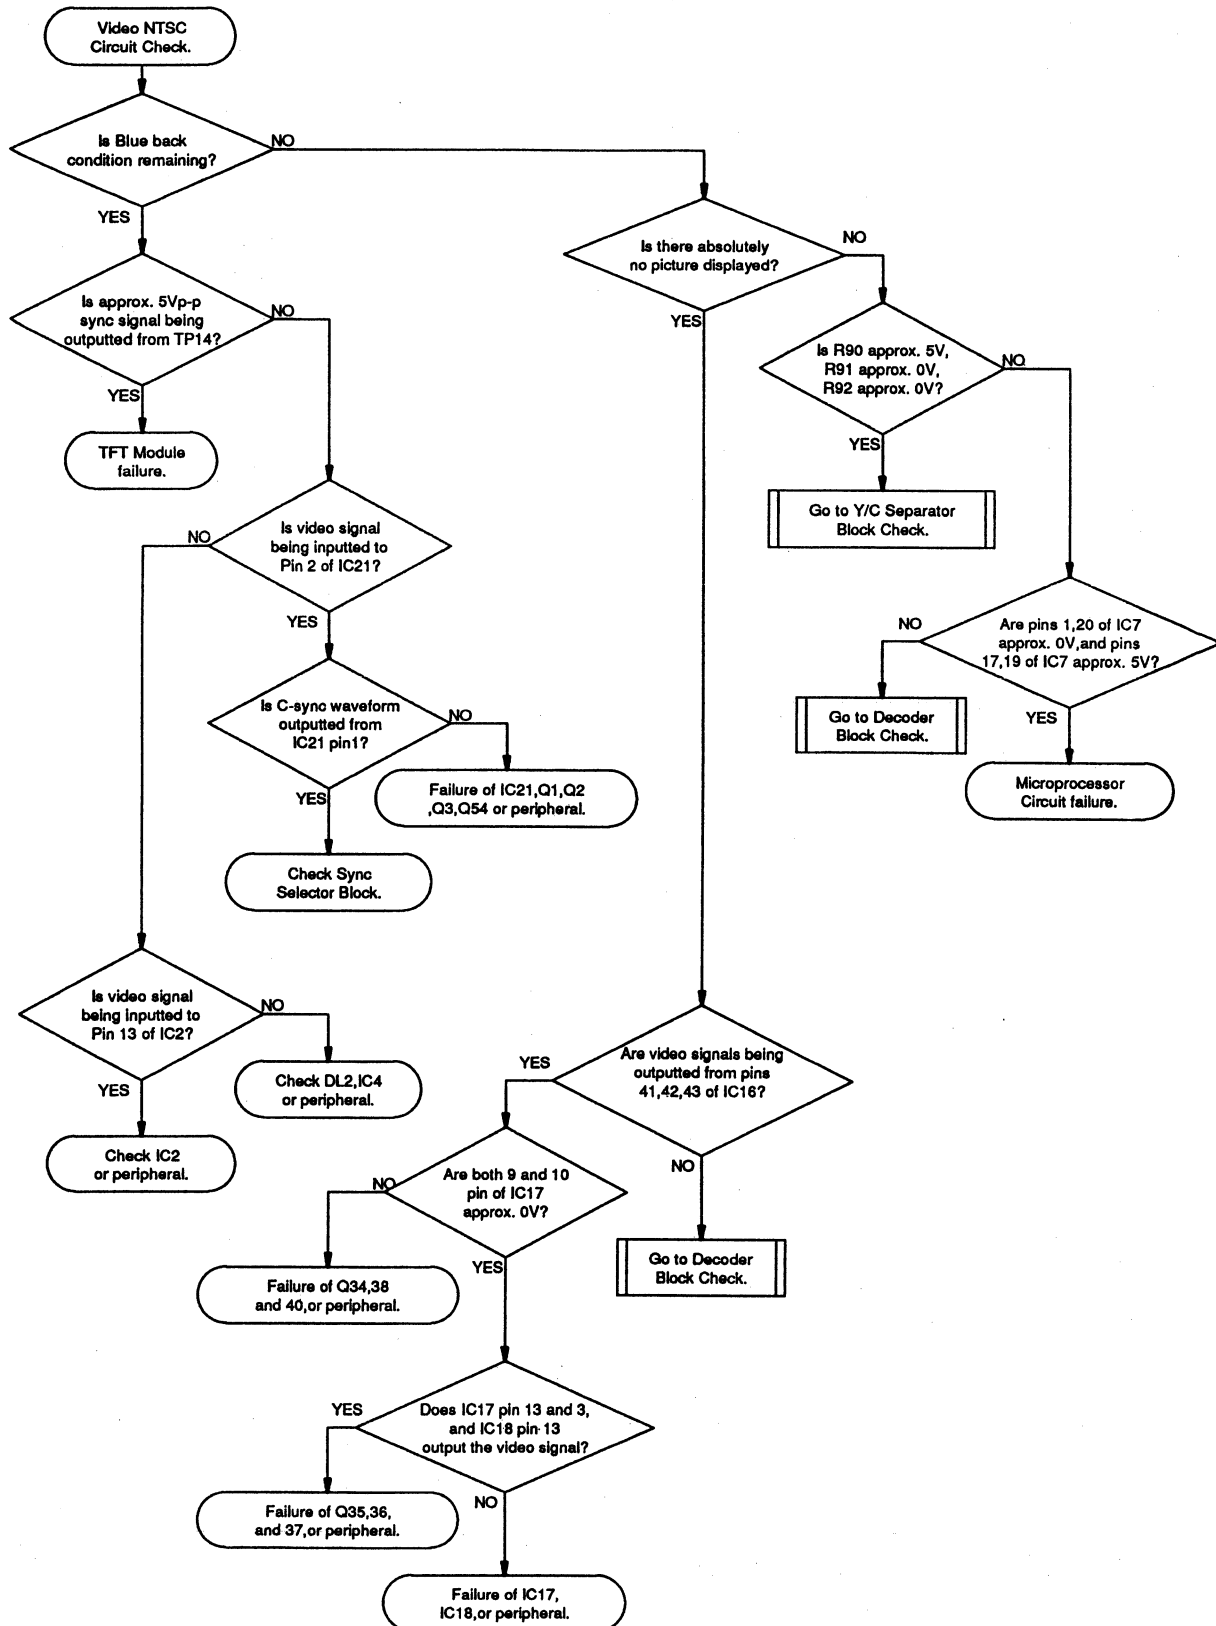 Video NTSC
Circuit Check.
Is Blue back
condition remaining?
NO
YES
Is there absolutely
no picture displayed?
NO
YES
Is approx. 5Vp-p
sync signal being
outputted from TP14?
NO
YES
TFT Module
failure.
Is R90 approx. 5V,
R91 approx. 0V,
R92 approx. 0V?
NO
YES
Go to Y/C Separator
Block Check.
Is video signal
being inputted to
Pin 2 of IC21?
NO
YES
Are pins 1,20 of IC7
approx. 0V,and pins
17,19 of IC7 approx. 5V?
NO
YES
Go to Decoder
Block Check.
Microprocessor
Circuit failure.
Is C-sync waveform
outputted from
IC21 pin1?
NO
YES
Failure of IC21,Q1,Q2
,Q3,Q54 or peripheral.
Check Sync
Selector Block.
Is video signal
being inputted to
Pin 13 of IC2?
NO
YES
Check DL2,IC4
or peripheral.
Check IC2
or peripheral.
Are video signals being
outputted from pins
41,42,43 of IC16?
YES
NO
Go to Decoder
Block Check.
Are both 9 and 10
pin of IC17
approx. 0V?
NO
YES
Failure of Q34,38
and 40,or peripheral.
Does IC17 pin 13 and 3,
and IC18 pin 13
output the video signal?
YES
NO
Failure of Q35,36,
and 37,or peripheral.
Failure of IC17,
IC18,or peripheral.